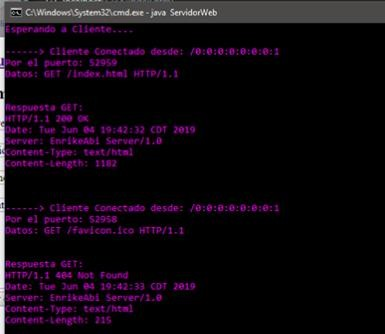 C:\Windows\System32\cmd.exe - java ServidorWeb
Esperando a Cliente....
------> Cliente Conectado desde: /0:0:0:0:0:0:0:1
Por el puerto: 52959
Datos: GET /index.html HTTP/1.1
Respuesta GET:
HTTP/1.1 200 OK
Date: Tue Jun 04 19:42:32 CDT 2019
Server: EnrikeAbi Server/1.0
Content-Type: text/html
Content-Length: 1182
------> Cliente Conectado desde: /0:0:0:0:0:0:0:1
Por el puerto: 52958
Datos: GET /favicon.ico HTTP/1.1
Respuesta GET:
HTTP/1.1 404 Not Found
Date: Tue Jun 04 19:42:33 CDT 2019
Server: EnrikeAbi Server/1.0
Content-Type: text/html
Content-Length: 215